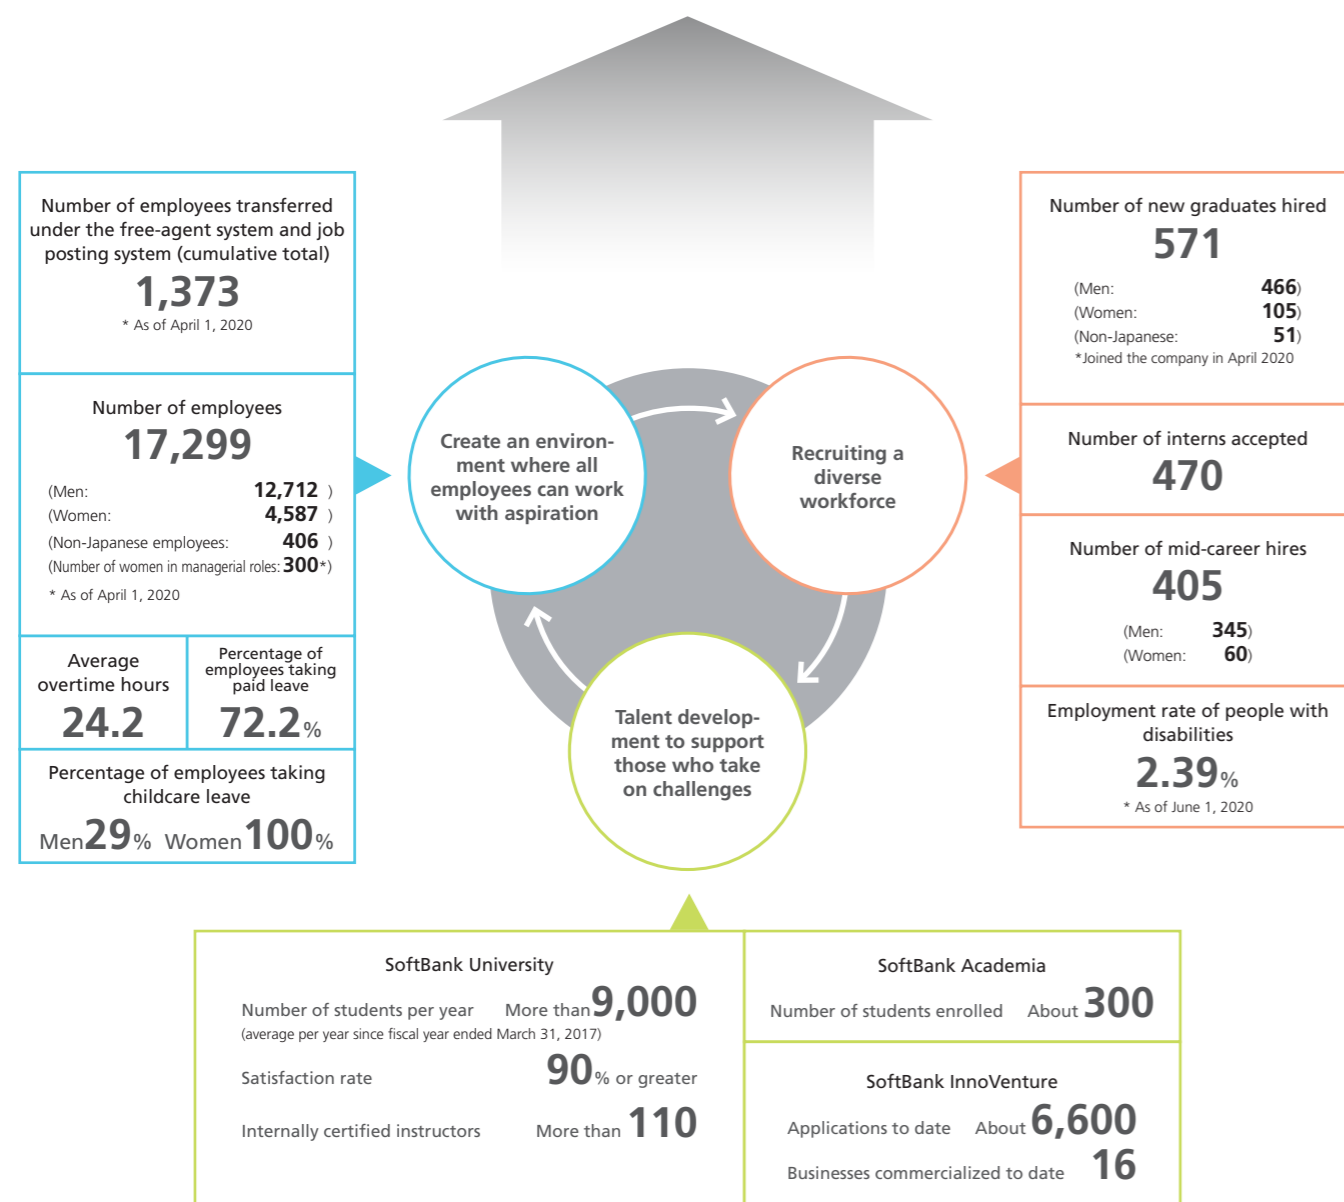 Number of employees transferred
under the free-agent system and job
posting system (cumulative total)
1,373
* As of April 1, 2020
Number of employees
17,299
(Men: 12,712 )
(Women: 4,587 )
(Non-Japanese employees: 406 )
(Number of women in managerial roles: 300*)
* As of April 1, 2020
Average
overtime hours
24.2
Percentage of
employees taking
paid leave
72.2%
Percentage of employees taking
childcare leave
Men 29% Women 100%
Create an environ-
ment where all
employees can work
with aspiration
Recruiting a
diverse
workforce
Talent develop-
ment to support
those who take
on challenges
Number of new graduates hired
571
(Men: 466)
(Women: 105)
(Non-Japanese: 51)
*Joined the company in April 2020
Number of interns accepted
470
Number of mid-career hires
405
(Men: 345)
(Women: 60)
Employment rate of people with
disabilities
2.39%
* As of June 1, 2020
SoftBank University
Number of students per year More than 9,000
(average per year since fiscal year ended March 31, 2017)
Satisfaction rate 90% or greater
Internally certified instructors More than 110
SoftBank Academia
Number of students enrolled About 300
SoftBank InnoVenture
Applications to date About 6,600
Businesses commercialized to date 16